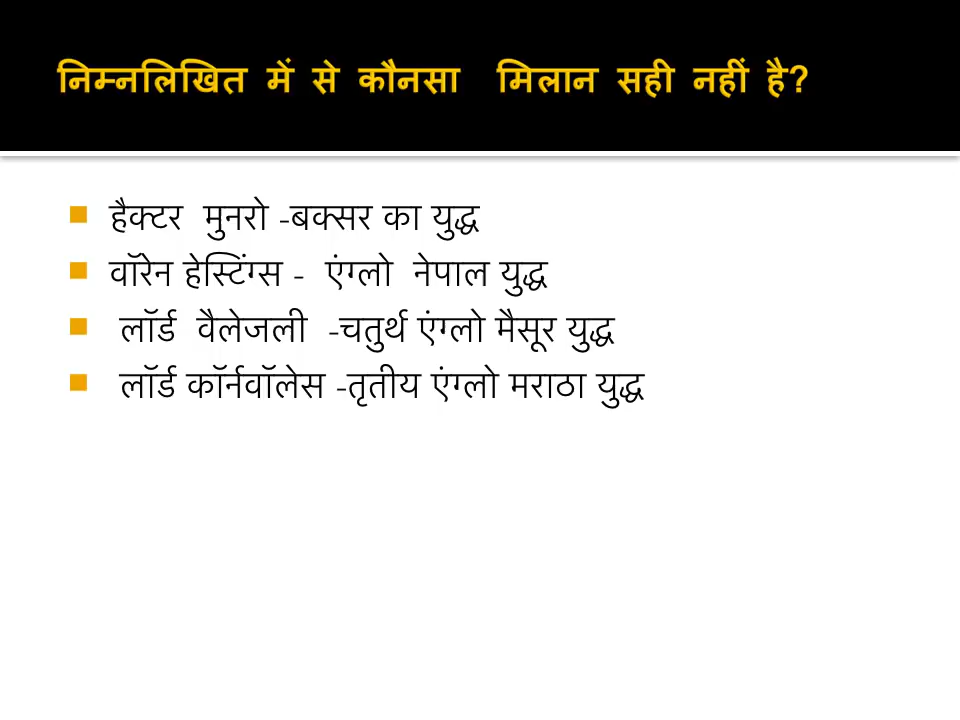 निम्नलिखित में से कौनसा मिलान सही नहीं है?
हैक्टर मुनरो -बक्सर का युद्ध
वॉरेन हेस्टिंग्स - एंग्लो नेपाल युद्ध
लॉर्ड वैलेजली -चतुर्थ एंग्लो मैसूर युद्ध
लॉर्ड कॉर्नवॉलेस -तृतीय एंग्लो मराठा युद्ध